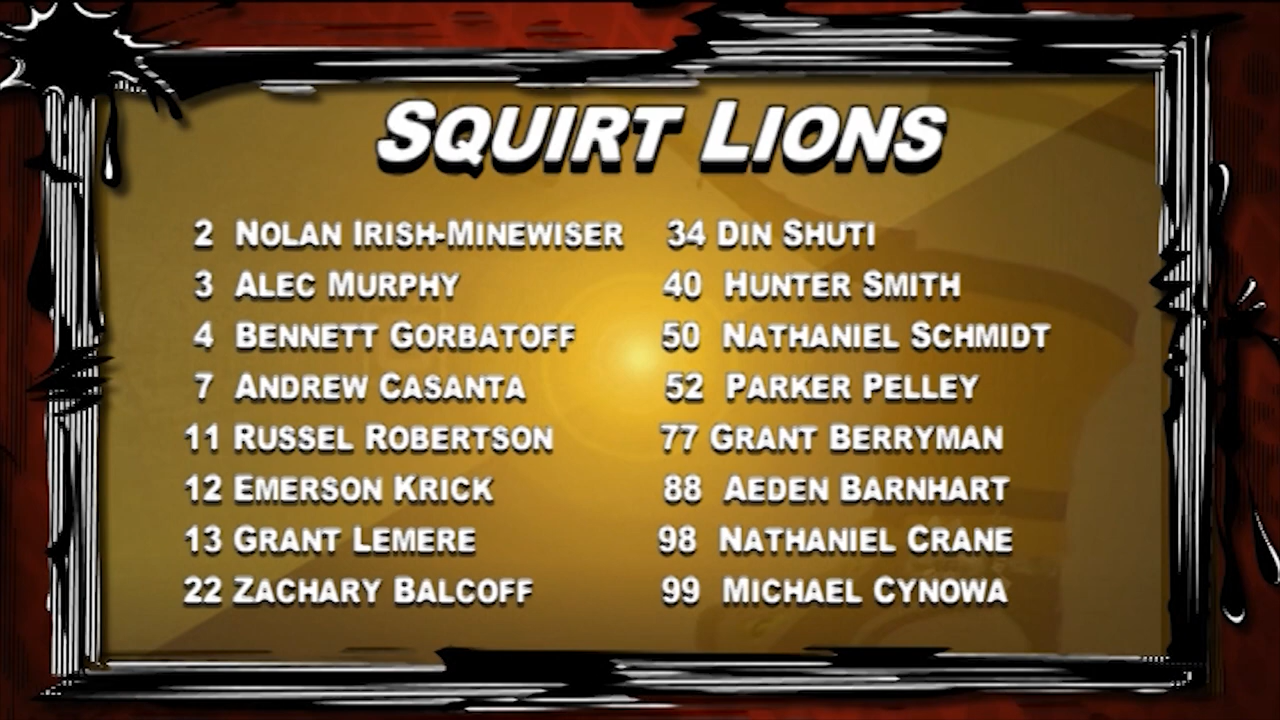 SQUIRT LIONS
2 NOLAN IRISH-MINEWISER
3 ALEC MURPHY
4 BENNETT GORBATOFF
7 ANDREW CASANTA
11 RUSSEL ROBERTSON
12 EMERSON KRICK
13 GRANT LEMERE
22 ZACHARY BALCOFF
34 DIN SHUTI
40 HUNTER SMITH
50 NATHANIEL SCHMIDT
52 PARKER PELLEY
77 GRANT BERRYMAN
88 AEDEN BARNHART
98 NATHANIEL CRANE
99 MICHAEL CYNOWA